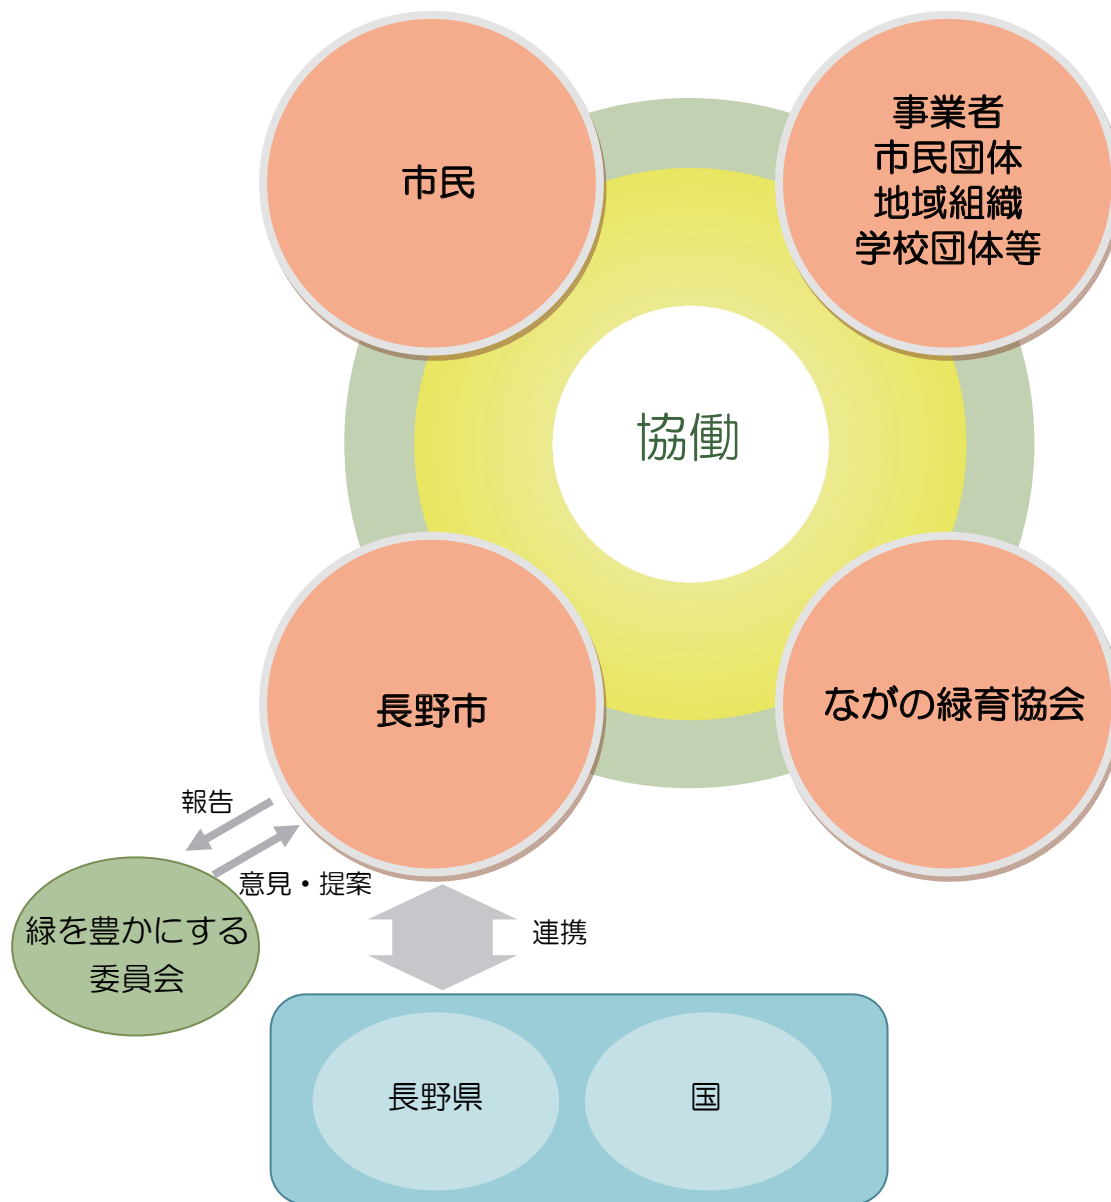 市民
事業者
市民団体
地域組織
学校団体等
協働
長野市
ながの緑育協会
報告
意見・提案
緑を豊かにする
委員会
連携
長野県
国